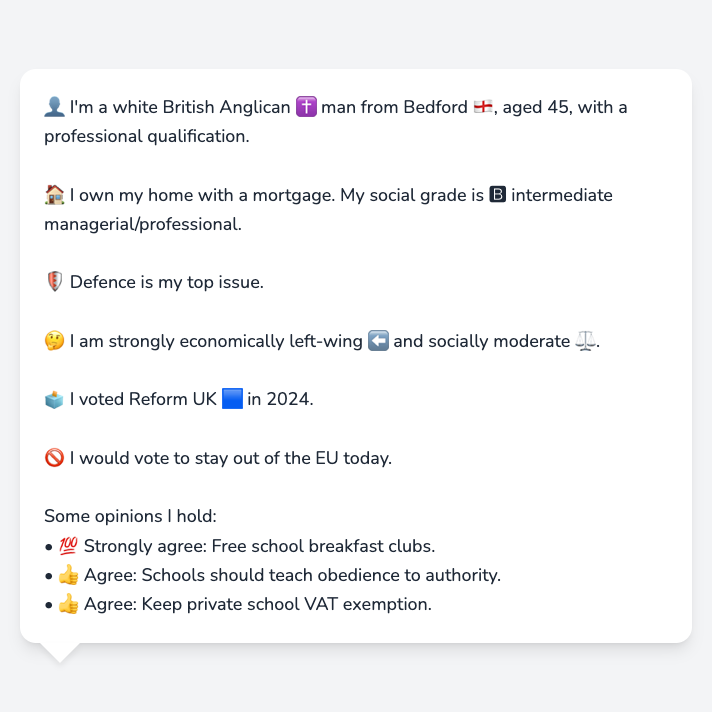 👤 I'm a white British Anglican ✝️ man from Bedford 🏴󠁧󠁢󠁥󠁮󠁧󠁿, aged 45, with a
professional qualification.
🏠 I own my home with a mortgage. My social grade is 🅱 intermediate
managerial/professional.
🛡️ Defence is my top issue.
🤔 I am strongly economically left-wing ⬅️ and socially moderate ⚖️.
🗳️ I voted Reform UK 🟦 in 2024.
🚫 I would vote to stay out of the EU today.
Some opinions I hold:
• 💯 Strongly agree: Free school breakfast clubs.
• 👍 Agree: Schools should teach obedience to authority.
• 👍 Agree: Keep private school VAT exemption.